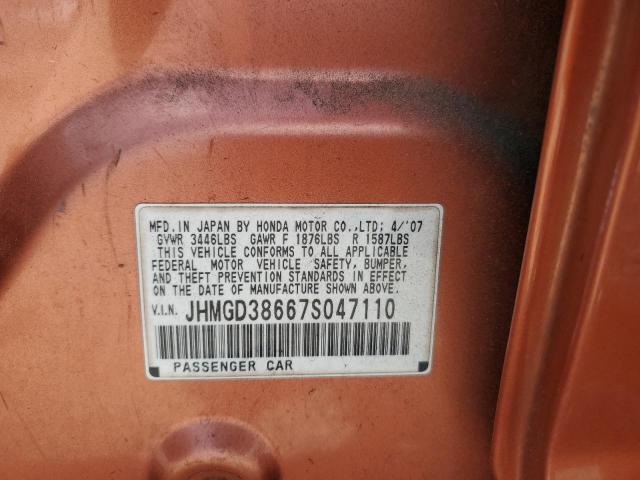 MFD. IN JAPAN BY HONDA MOTOR CO., LTD; 4/'07
GVWR 3446LBS GAWR F 1876LBS R 1587LBS
THIS VEHICLE CONFORMS TO ALL APPLICABLE
FEDERAL MOTOR VEHICLE SAFETY, BUMPER,
AND THEFT PREVENTION STANDARDS IN EFFECT
ON THE DATE OF MANUFACTURE SHOWN ABOVE.
V.I.N. JHMGD38667S047110
PASSENGER CAR